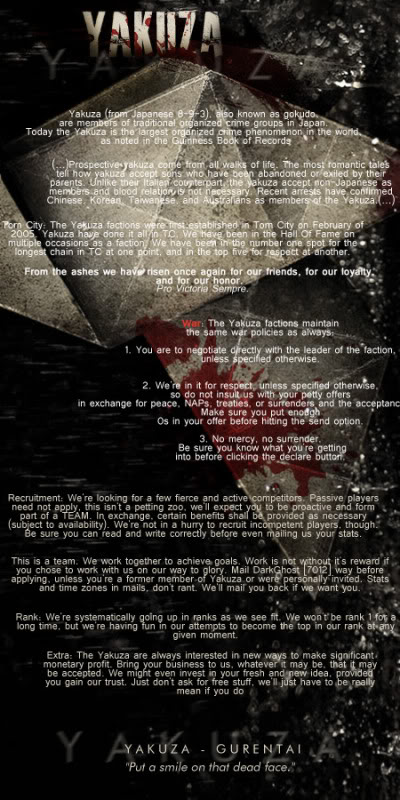 YAKUZA
YAKUZA
Yakuza (from Japanese 8-9-3), also known as gokudo,
are members of traditional organized crime groups in Japan.
Today the Yakuza is the largest organized crime phenomenon in the world,
as noted in the Guinness Book of Records
(...)Prospective yakuza come from all walks of life. The most romantic tales
tell how yakuza accept sons who have been abandoned or exiled by their
parents. Unlike their Italian counterpart, the yakuza accept non-Japanese as
members and blood relation is not necessary. Recent arrests have confirmed
Chinese, Korean, Taiwanese, and Australians as members of the Yakuza.(...)
Torn City: The Yakuza factions were first established in Torn City on February of
2005. Yakuza have done it all in TC. We have been in the Hall Of Fame on
multiple occasions as a faction. We have been in the number one spot for the
longest chain in TC at one point, and in the top five for respect at another.
From the ashes we have risen once again for our friends, for our loyalty,
and for our honor.
Pro Victoria Sempre.
War: The Yakuza factions maintain
the same war policies as always:
1. You are to negotiate directly with the leader of the faction,
unless specified otherwise.
2. We're in it for respect, unless specified otherwise,
so do not insult us with your petty offers
in exchange for peace, NAPs, treaties, or surrenders and the acceptance
Make sure you put enough
0s in your offer before hitting the send option.
3. No mercy, no surrender.
Be sure you know what you're getting
into before clicking the declare button.
Recruitment: We're looking for a few fierce and active competitors. Passive players
need not apply, this isn't a petting zoo, we'll expect you to be proactive and form
part of a TEAM. In exchange, certain benefits shall be provided as necessary
(subject to availability). We're not in a hurry to recruit incompetent players, though.
Be sure you can read and write correctly before even mailing us your stats.
This is a team. We work together to achieve goals. Work is not without it's reward if
you chose to work with us on our way to glory. Mail DarkGhost [7012] way before
applying, unless you're a former member of Yakuza or were personally invited. Stats
and time zones in mails, don't rant. We'll mail you back if we want you.
Rank: We're systematically going up in ranks as we see fit. We won't be rank 1 for a
long time, but we're having fun in our attempts to become the top in our rank at any
given moment.
Extra: The Yakuza are always interested in new ways to make significant
monetary profit. Bring your business to us, whatever it may be, that it may
be accepted. We might even invest in your fresh and new idea, provided
you gain our trust. Just don't ask for free stuff, we'll just have to be really
mean if you do
YAKUZA
YAKUZA - GURENTAI
"Put a smile on that dead face."